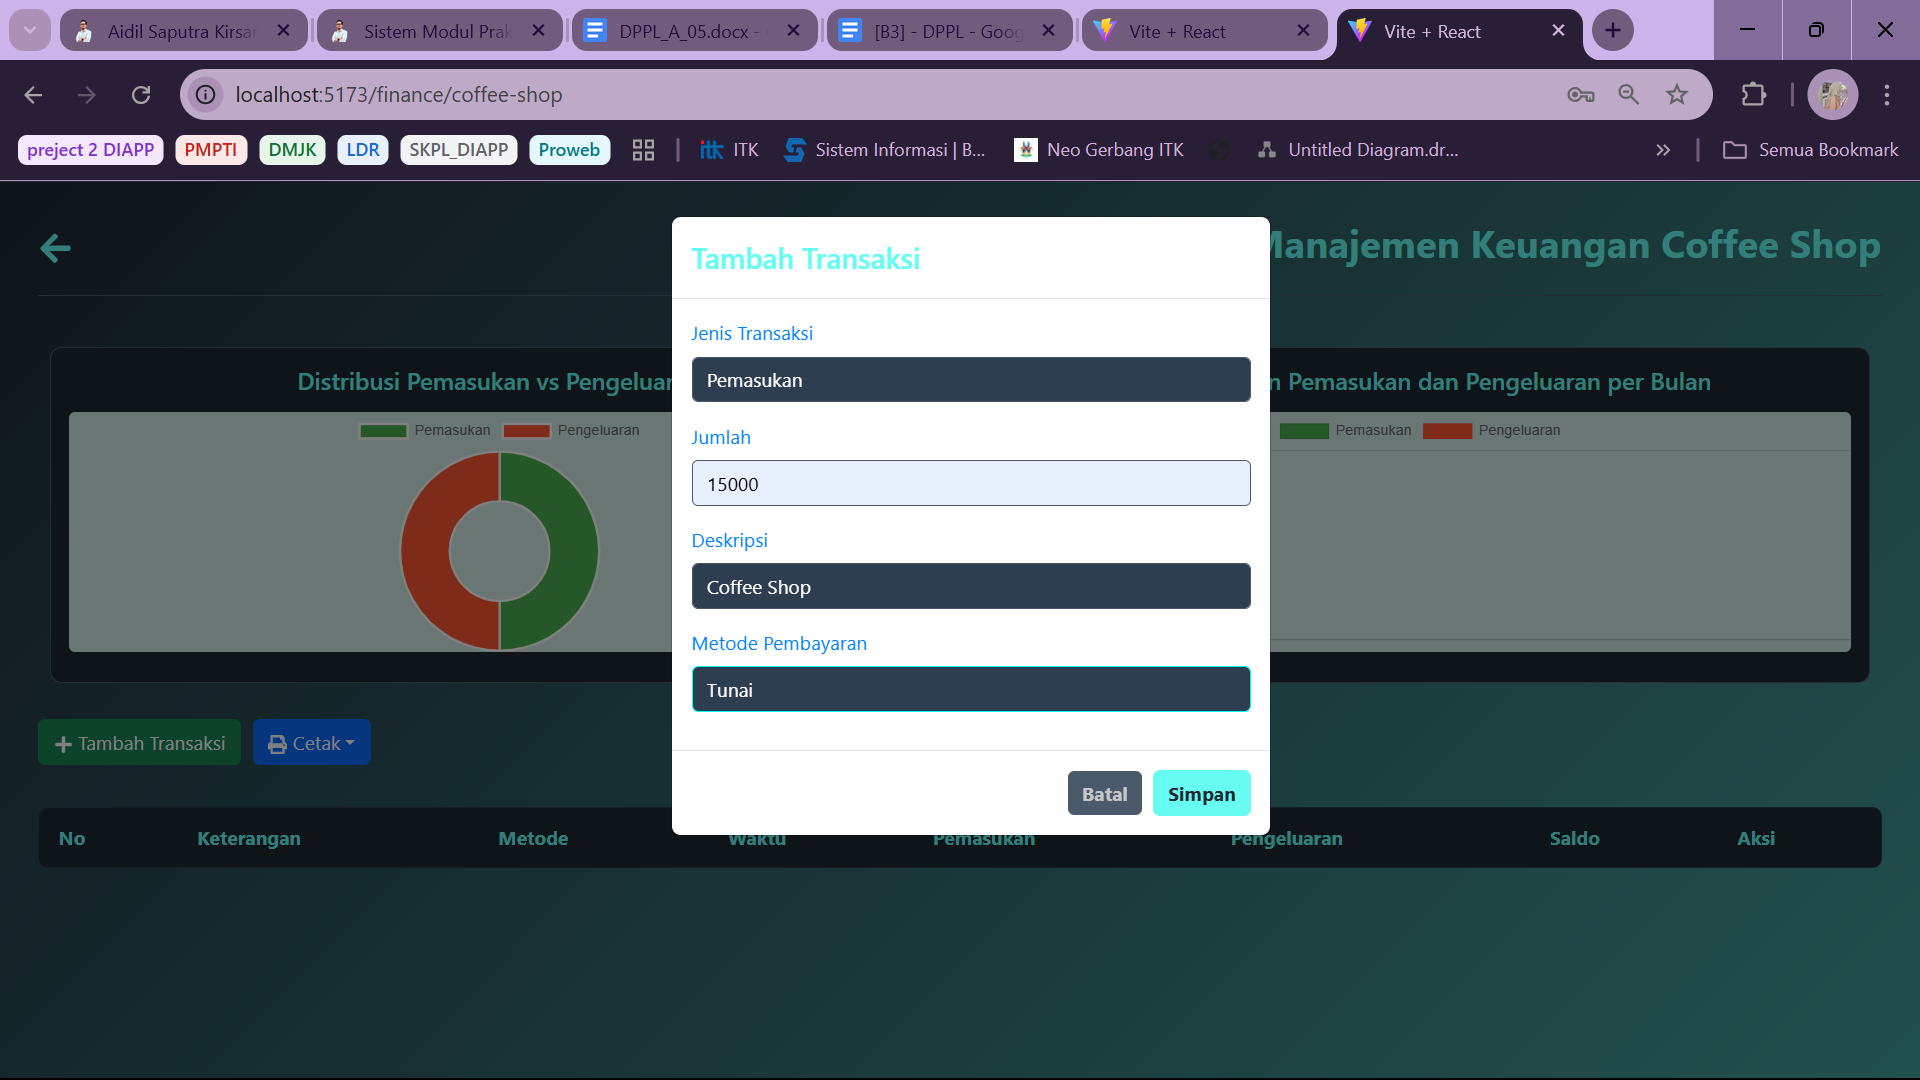 Aidil Saputra Kirsa
Sistem Modul Prak
DPPL_A_05.docx -
[B3] - DPPL - Goog
Vite + React
Vite + React
localhost:5173/finance/coffee-shop
preject 2 DIAPP
PMPTI
DMJK
LDR
SKPL_DIAPP
Proweb
itk ITK
Sistem Informasi | B...
Neo Gerbang ITK
Untitled Diagram.dr...
Semua Bookmark
Manajemen Keuangan Coffee Shop
Tambah Transaksi
Jenis Transaksi
Pemasukan
Jumlah
15000
Deskripsi
Coffee Shop
Metode Pembayaran
Tunai
Batal
Simpan
Distribusi Pemasukan vs Pengeluar
Pemasukan
Pengeluaran
n Pemasukan dan Pengeluaran per Bulan
Pemasukan
Pengeluaran
Tambah Transaksi
Cetak
No Keterangan Metode Waktu Pemasukan Pengeluaran Saldo Aksi